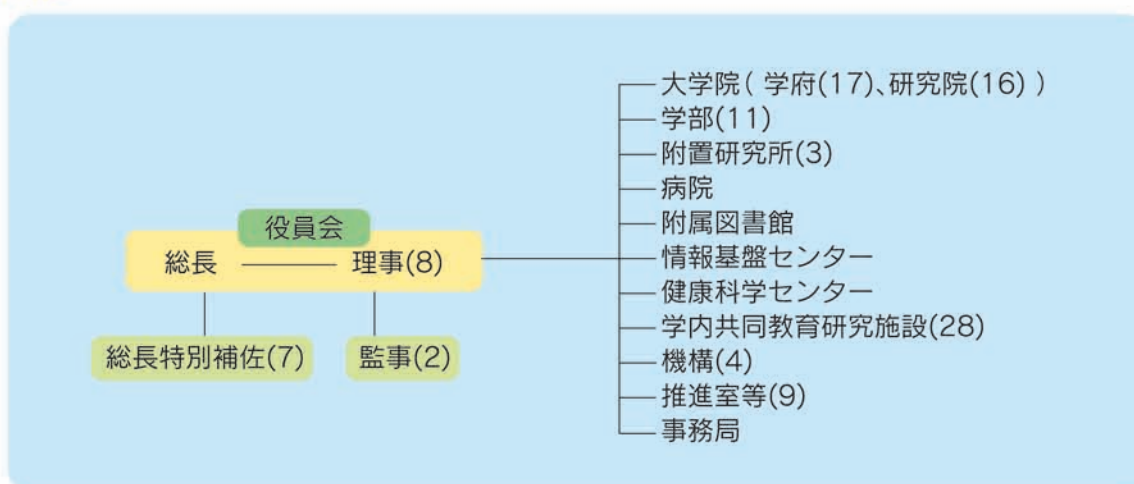 役員会
総長
理事(8)
総長特別補佐(7)
監事(2)
大学院( 学府(17)、研究院(16) )
学部(11)
附置研究所(3)
病院
附属図書館
情報基盤センター
健康科学センター
学内共同教育研究施設(28)
機構(4)
推進室等(9)
事務局